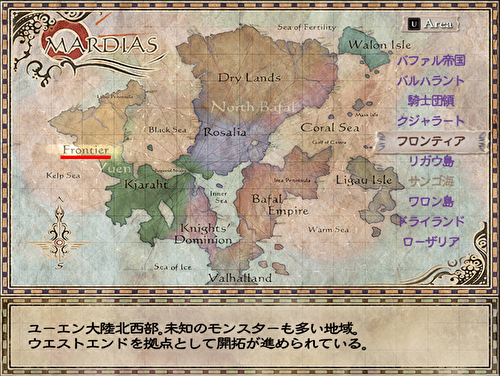 MARDIAS
Sea of Fertility
U Area
Walon Isle
Dry Lands
North Bafal
Coral Sea
Black Sea
Rosalia
Frontier
Kelp Sea
Yuen
Kjaraht
Inner Sea
Bafal Empire
Ligau Isle
Knights' Dominion
Warm Sea
Sea of Ice
Valhalland
S
バファル帝国
バルハラント
騎士団領
クジャラート
フロンティア
リガウ島
サンゴ海
ワロン島
ドライランド
ローザリア
ユーエン大陸北西部。未知のモンスターも多い地域。
ウエストエンドを拠点として開拓が進められている。